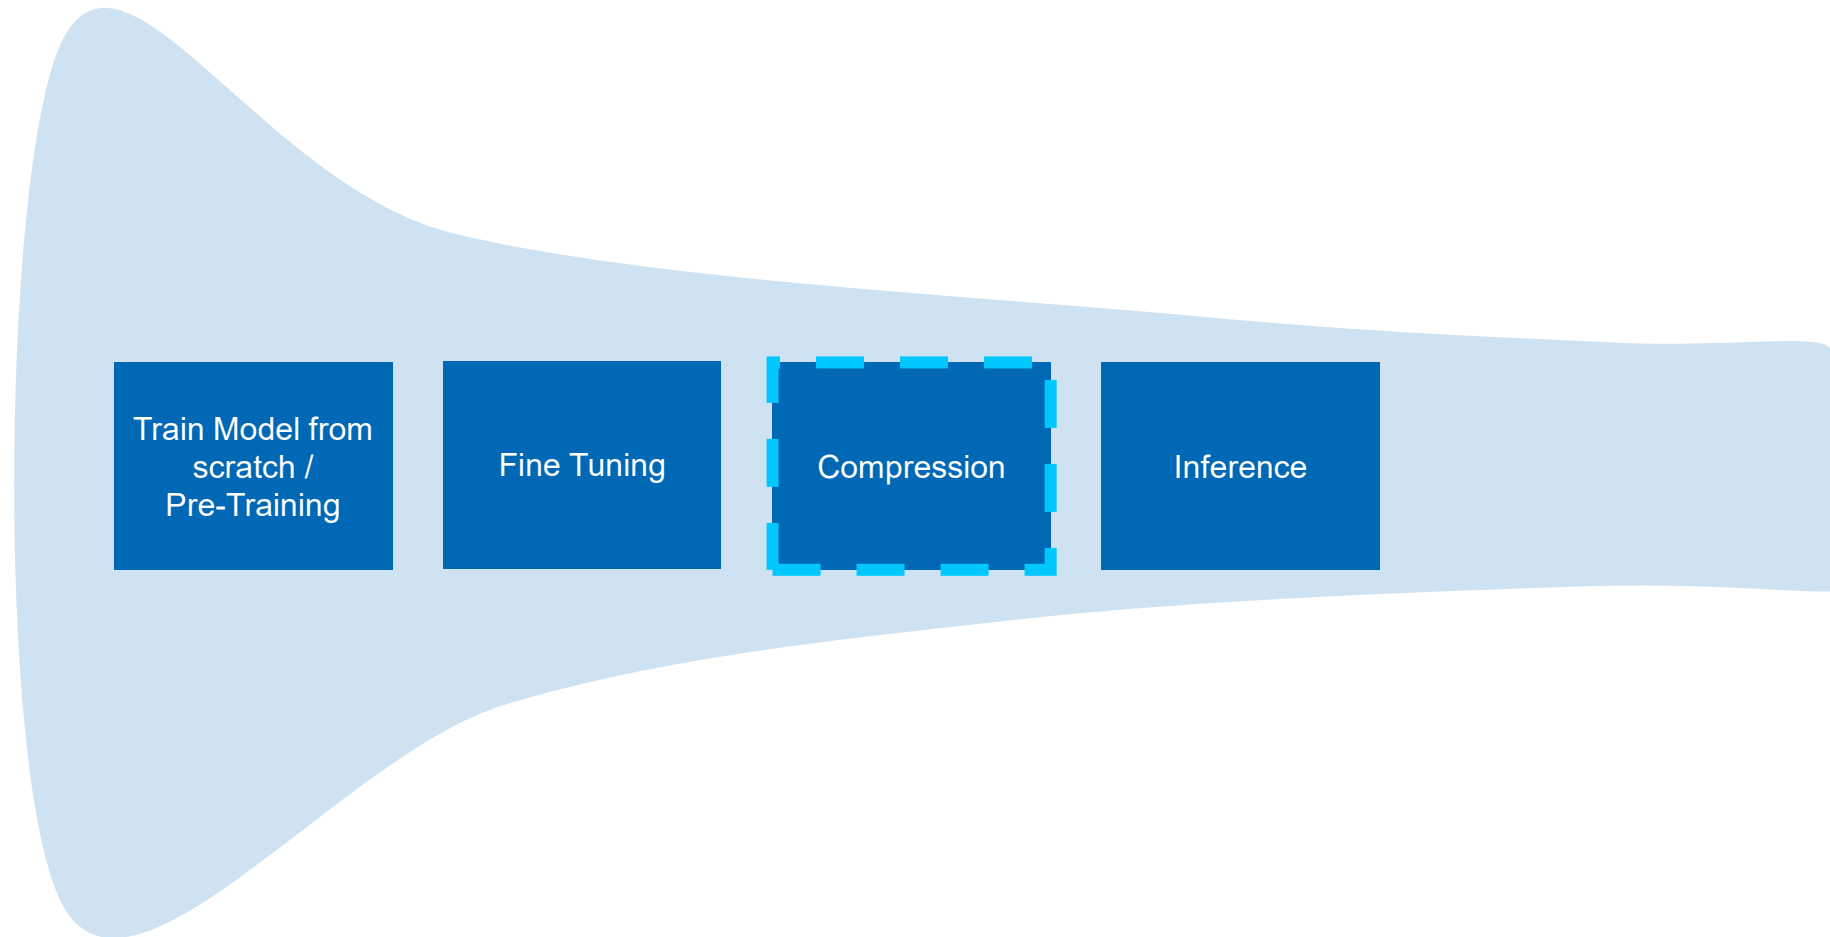 Train Model from
scratch /
Pre-Training
Fine Tuning
Compression
Inference